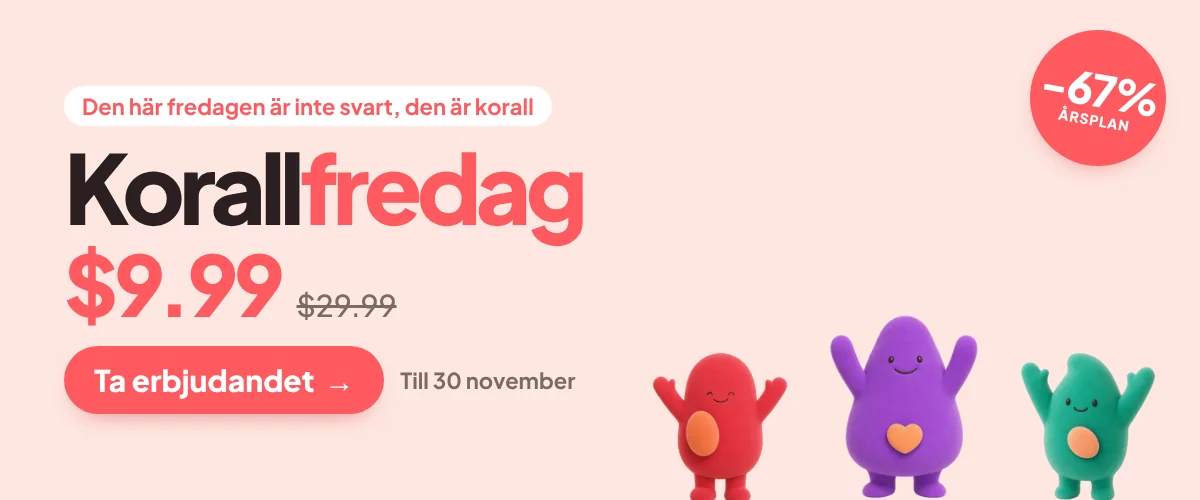 Den här fredagen är inte svart, den är korall
Korallfredag
$9.99 $29.99
Ta erbjudandet →
Till 30 november
−67%
ÅRSPLAN